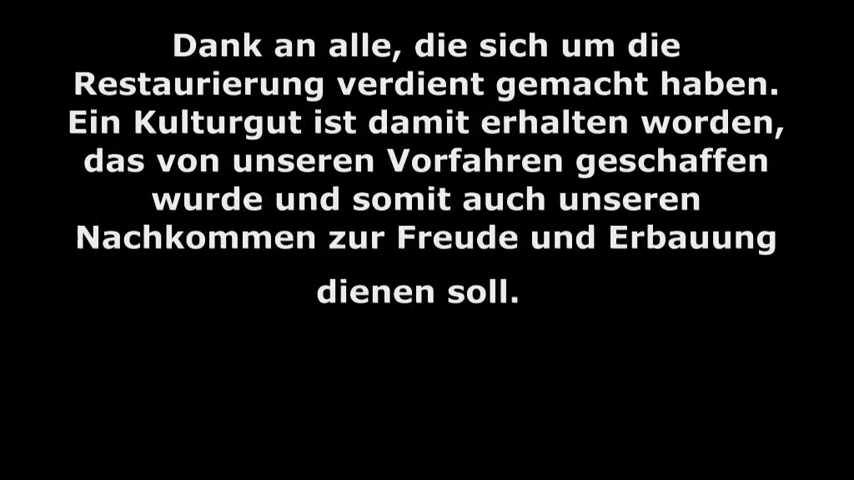 Dank an alle, die sich um die
Restaurierung verdient gemacht haben.
Ein Kulturgut ist damit erhalten worden,
das von unseren Vorfahren geschaffen
wurde und somit auch unseren
Nachkommen zur Freude und Erbauung
dienen soll.